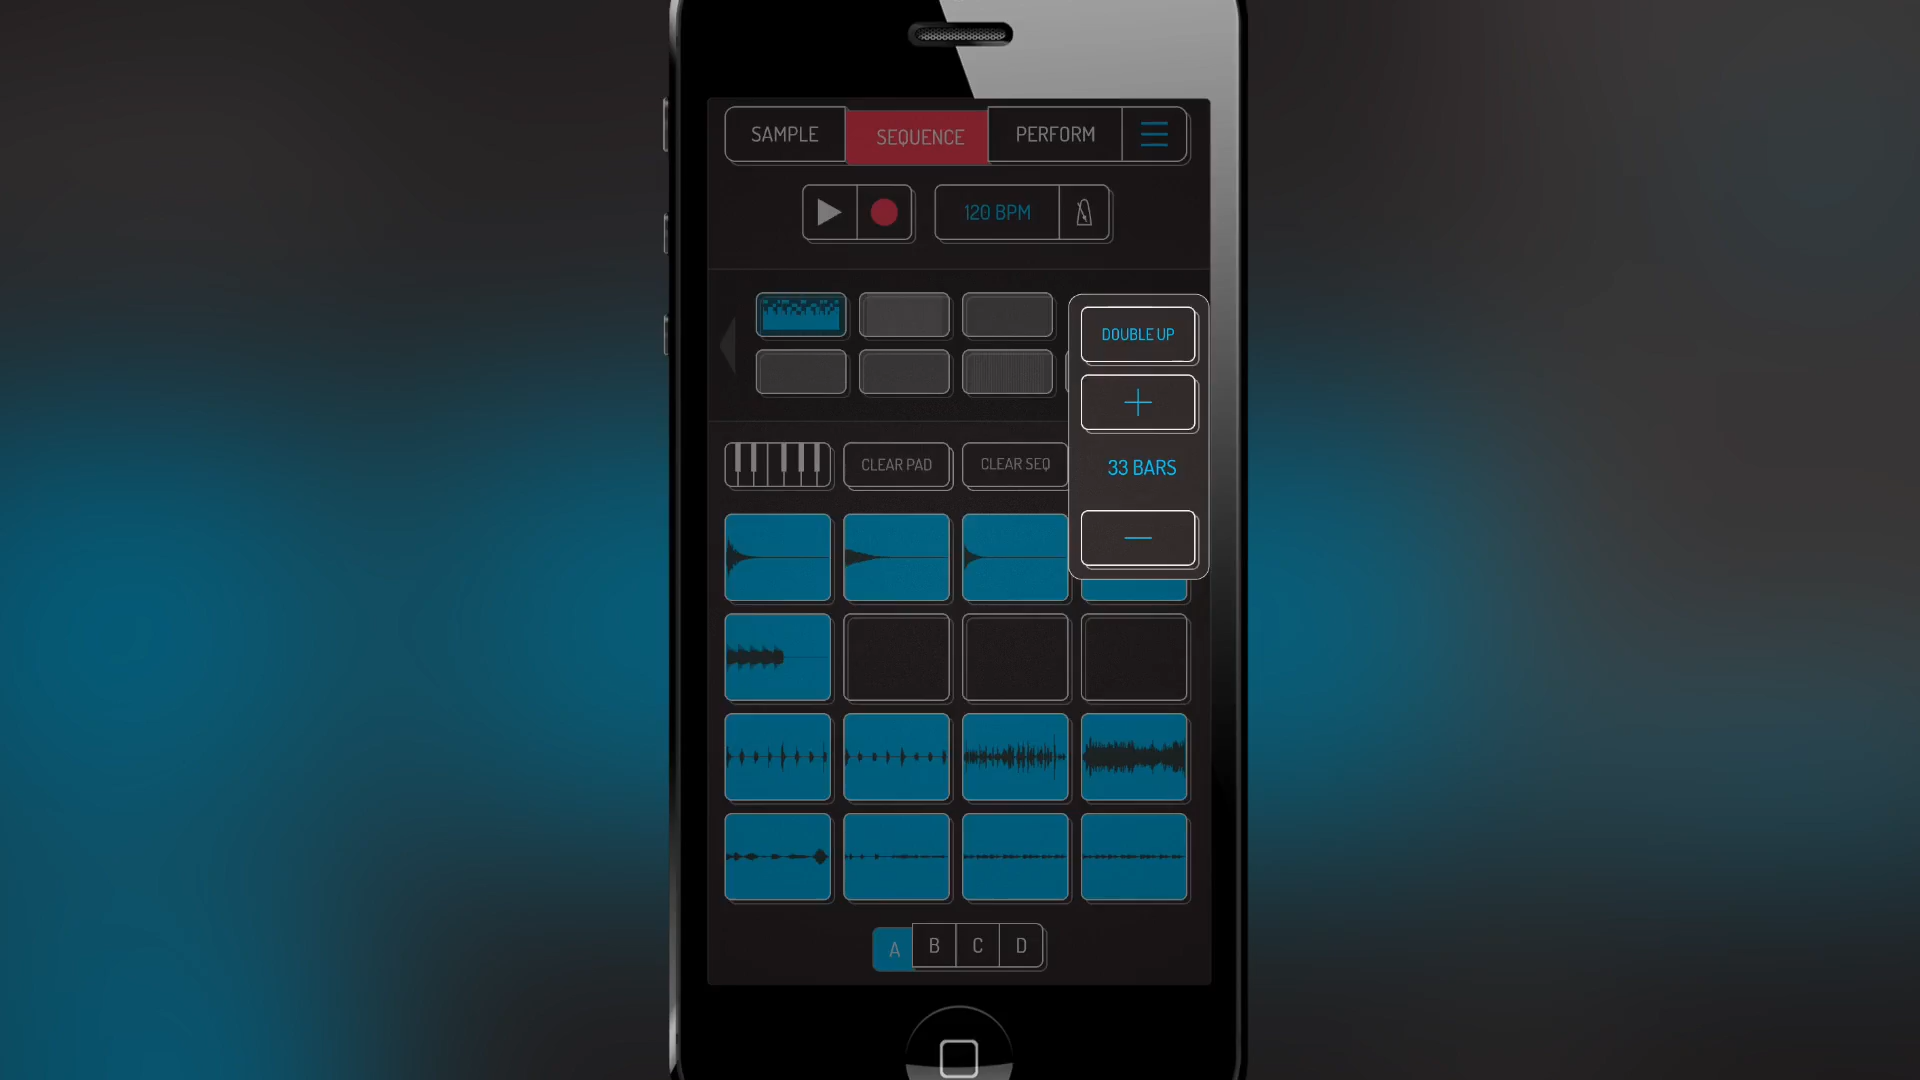 SAMPLE
SEQUENCE
PERFORM
120 BPM
DOUBLE UP
+
33 BARS
—
CLEAR PAD
CLEAR SEQ
A
B
C
D